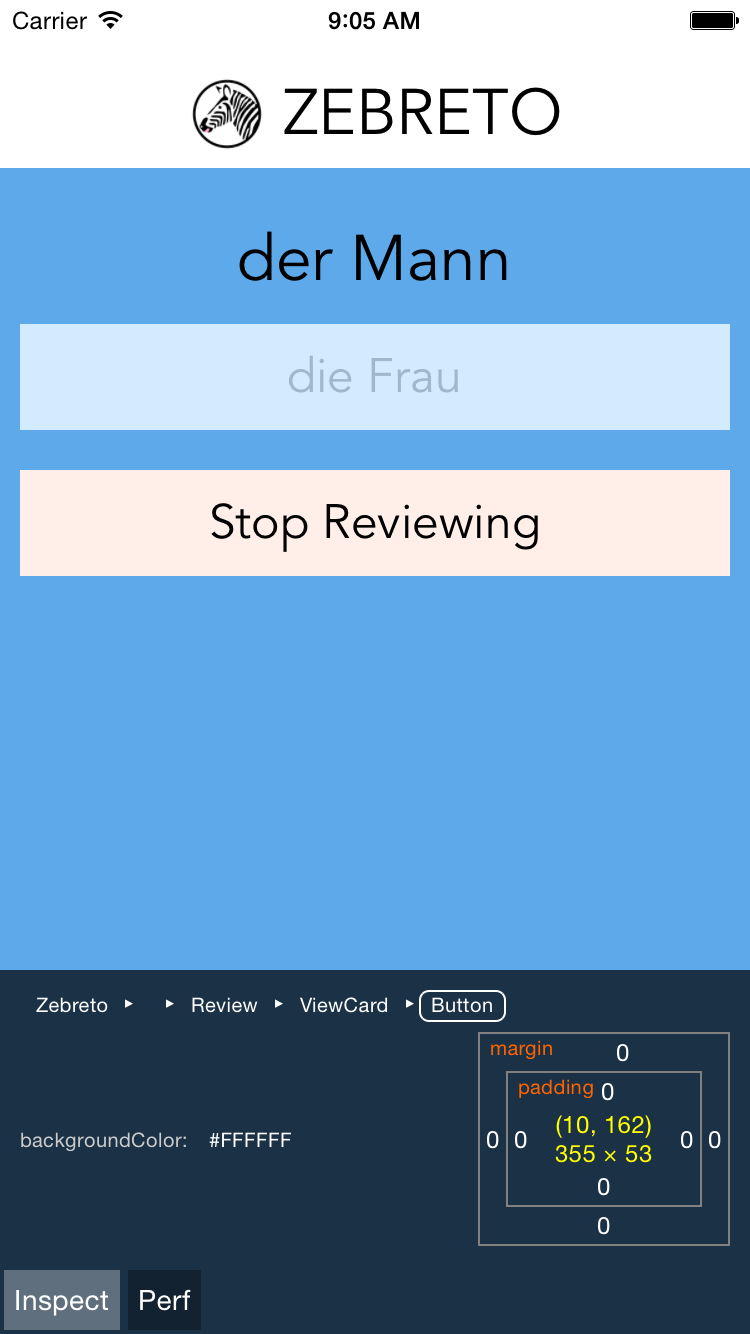 Carrier 9:05 AM
ZEBRETO
der Mann
die Frau
Stop Reviewing
Zebreto ▸ ▸ Review ▸ ViewCard ▸ Button
margin 0
padding 0
(10, 162)
backgroundColor: #FFFFFF 0 0 355 × 53 0 0
0
0
Inspect Perf